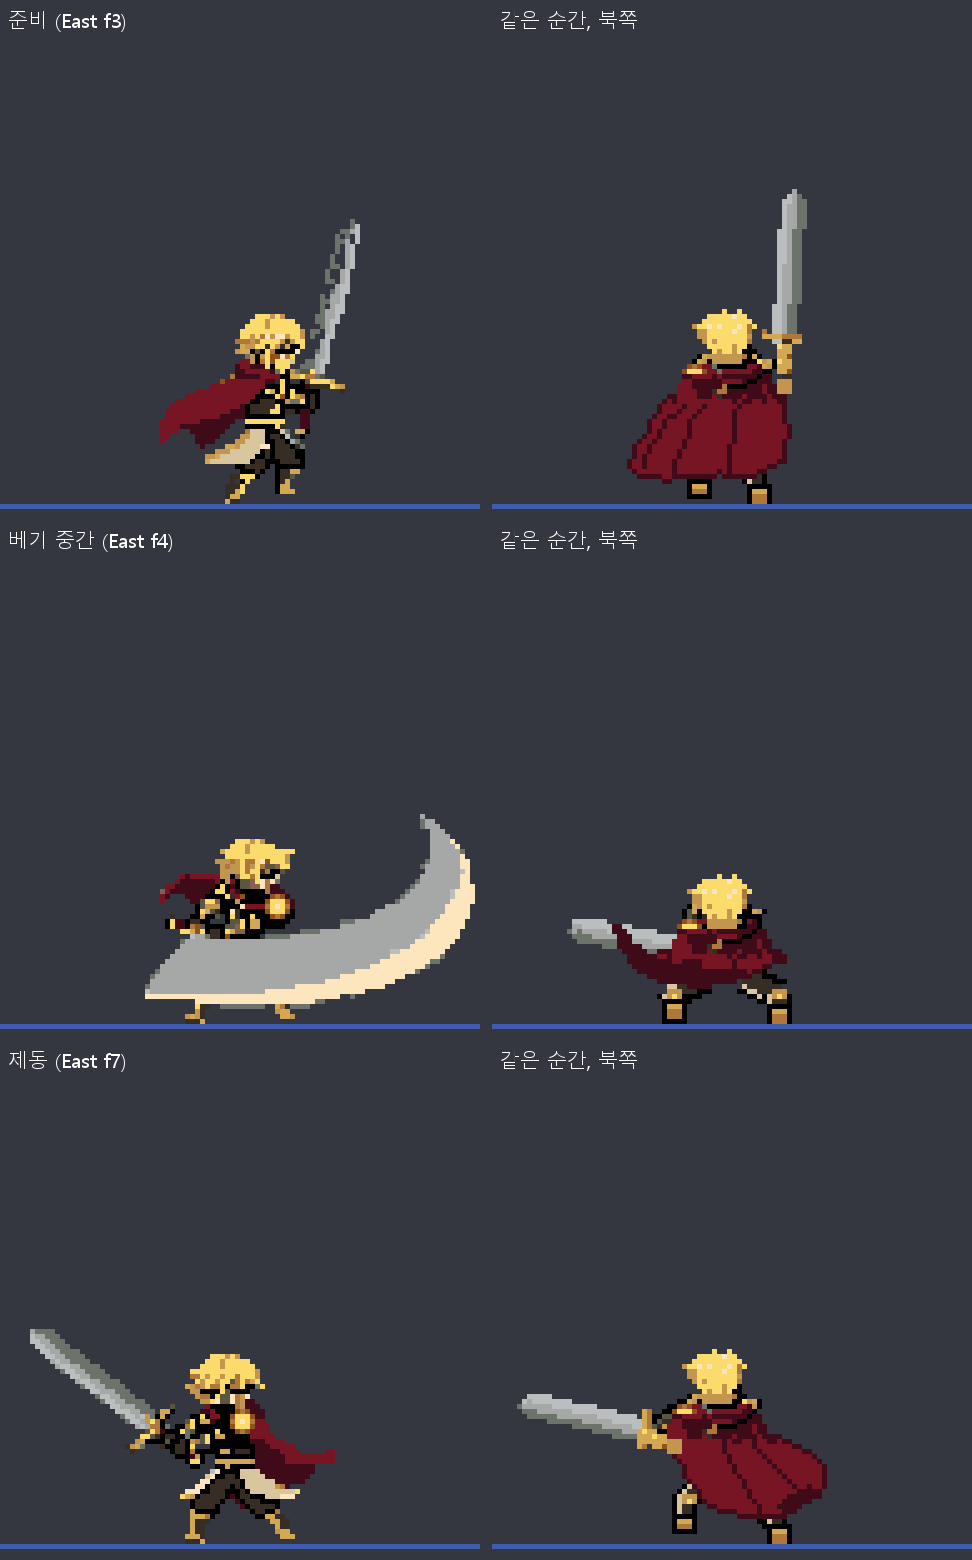 준비 (East f3)
같은 순간, 북쪽
베기 중간 (East f4)
같은 순간, 북쪽
제동 (East f7)
같은 순간, 북쪽